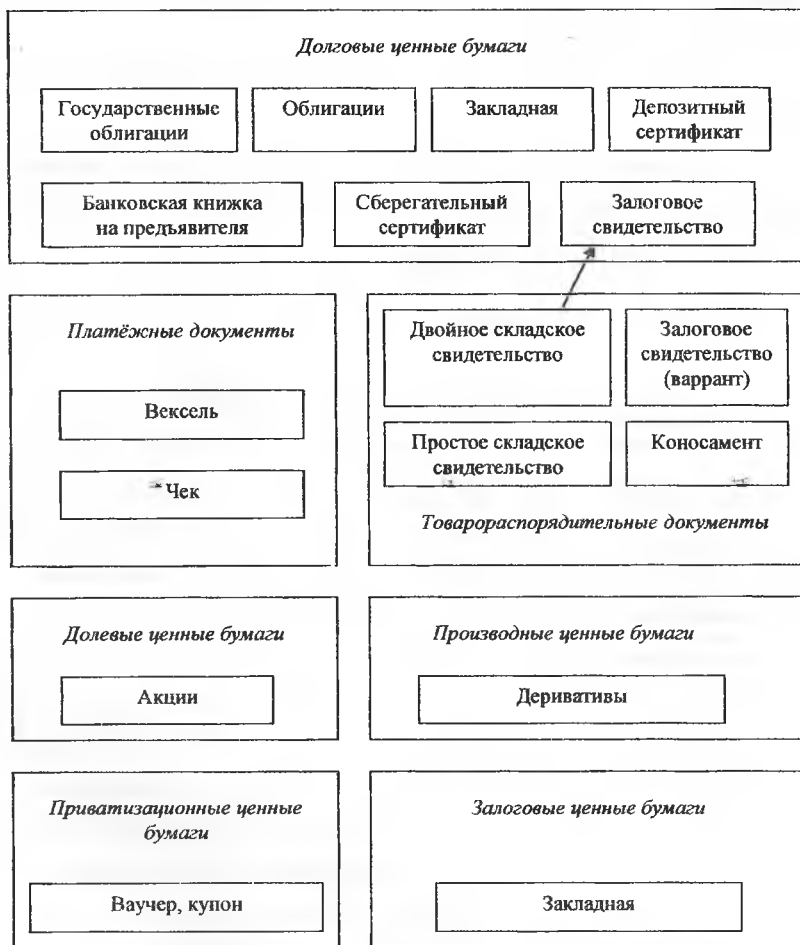 Долговые ценные бумаги
Государственные
облигации
Облигации
Закладная
Депозитный
сертификат
Банковская книжка
на предъявителя
Сберегательный
сертификат
Залоговое
свидетельство
Платёжные документы
Вексель
Чек
Двойное складское
свидетельство
Залоговое
свидетельство
(варрант)
Простое складское
свидетельство
Коносамент
Товарораспорядительные документы
Долевые ценные бумаги
Акции
Производные ценные бумаги
Деривативы
Приватизационные ценные
бумаги
Ваучер, купон
Залоговые ценные бумаги
Закладная